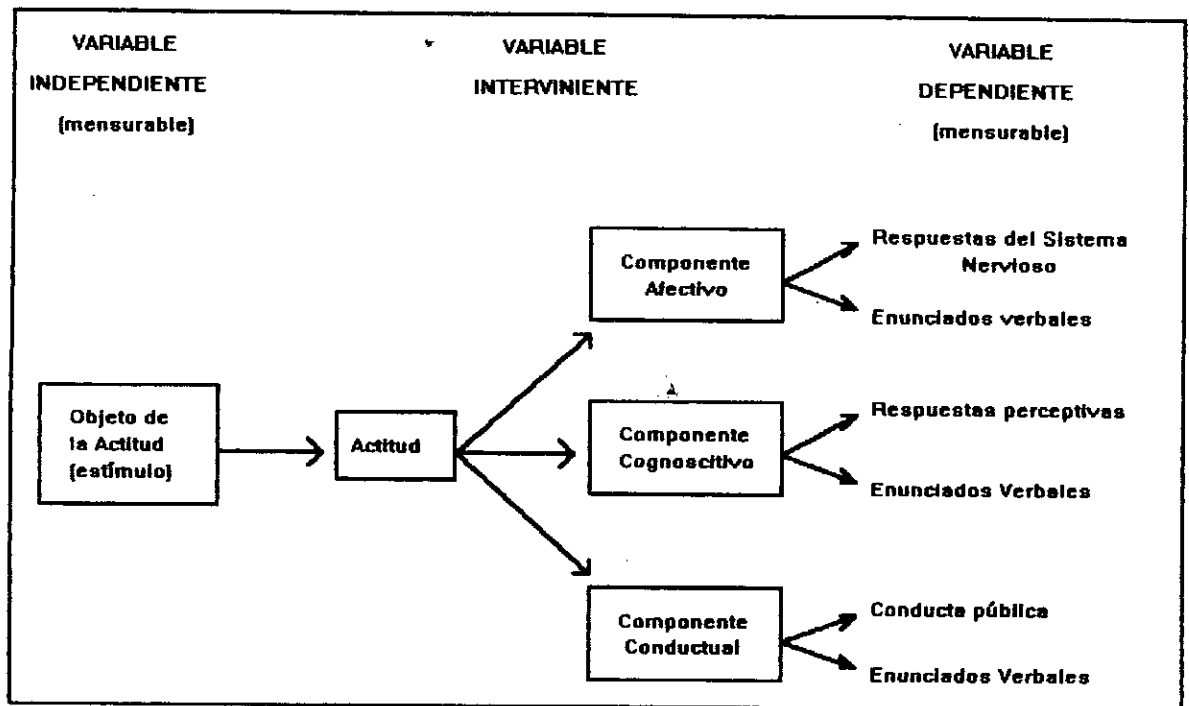 VARIABLE
INDEPENDIENTE
(mensurable)
VARIABLE
INTERVINIENTE
VARIABLE
DEPENDIENTE
(mensurable)
Objeto de
la Actitud
(estímulo)
Actitud
Componente
Afectivo
Respuestas del Sistema
Nervioso
Enunciados verbales
Componente
Cognoscitivo
Respuestas perceptivas
Enunciados Verbales
Componente
Conductual
Conducta pública
Enunciados Verbales